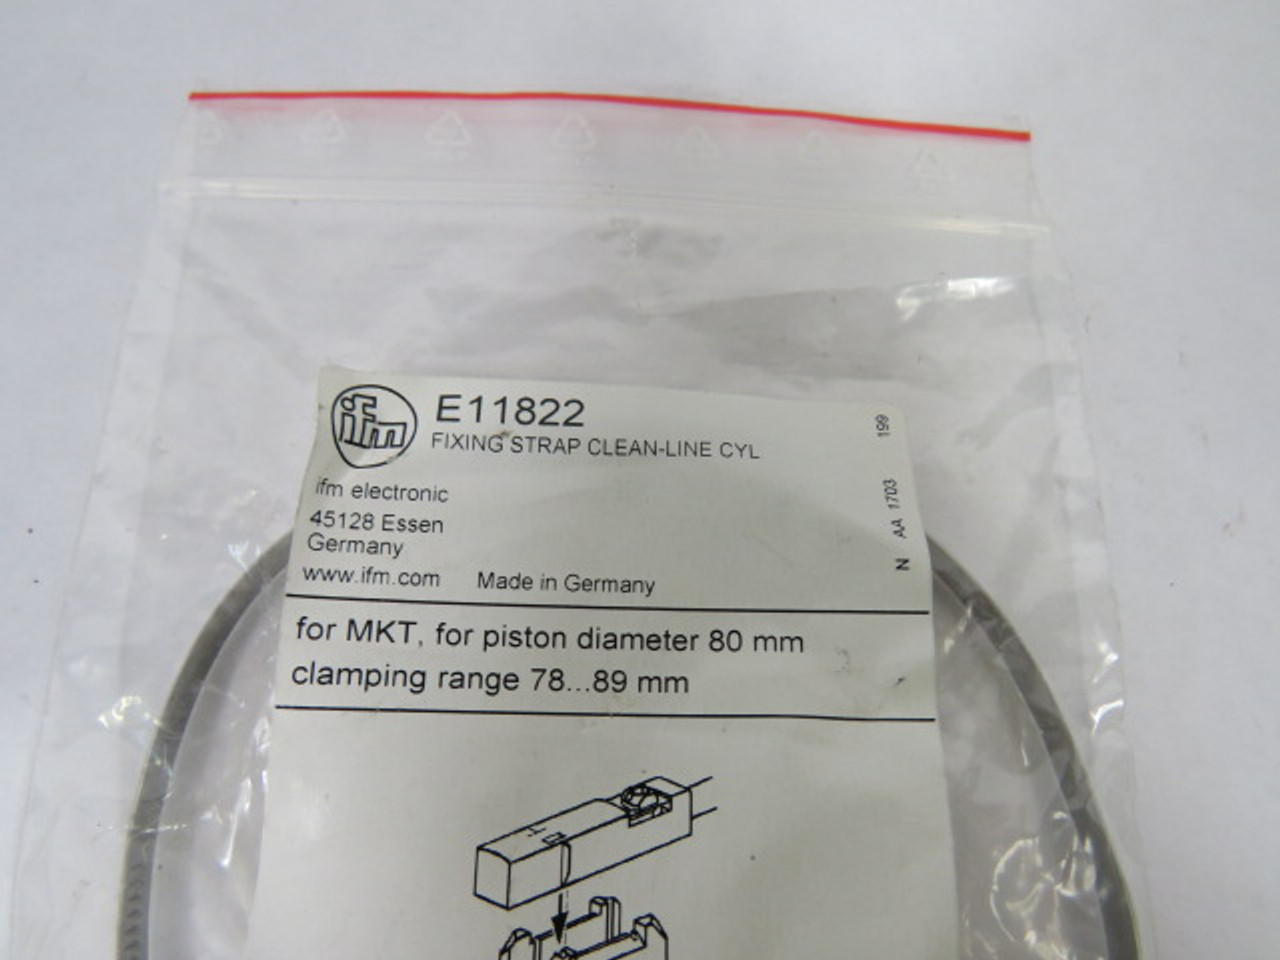 ifm
E11822
FIXING STRAP CLEAN-LINE CYL
ifm electronic
45128 Essen
Germany
www.ifm.com Made in Germany
N AA 1703 199
for MKT, for piston diameter 80 mm
clamping range 78...89 mm